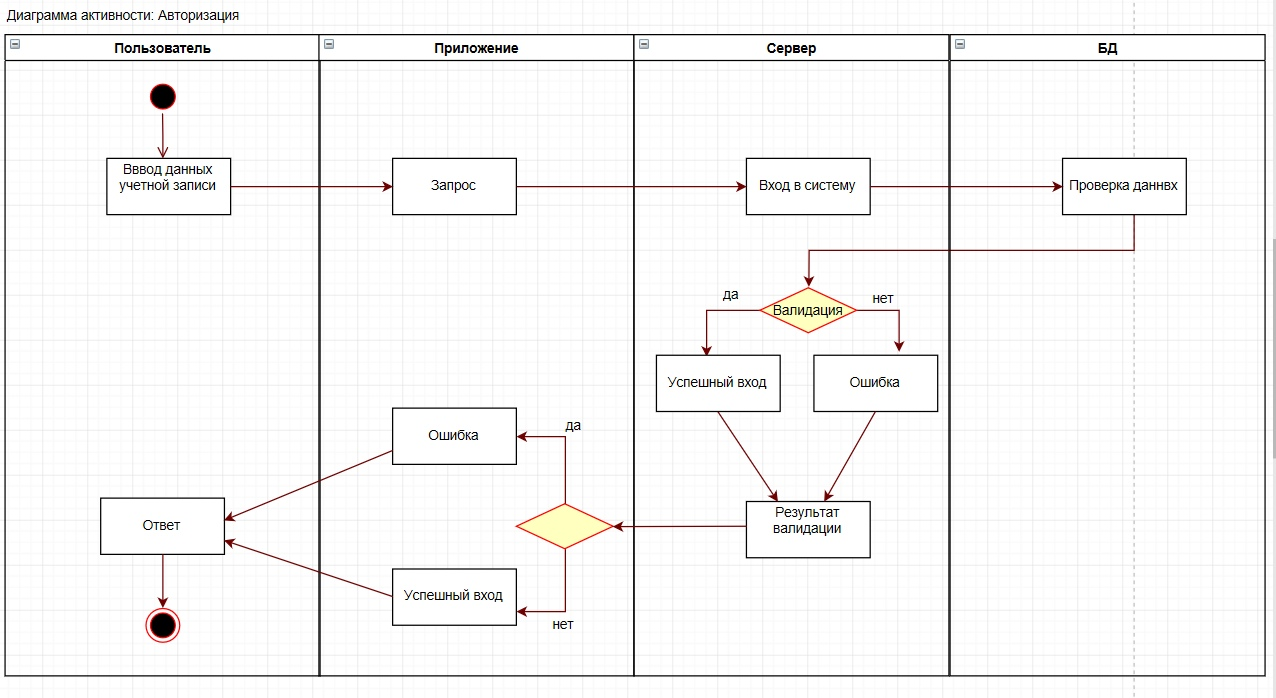 Диаграмма активности: Авторизация
Пользователь
Приложение
Сервер
БД
Вввод данных
учетной записи
Запрос
Вход в систему
Проверка даннвх
Валидация
да
нет
Успешный вход
Ошибка
Ошибка
да
Ответ
Результат
валидации
Успешный вход
нет